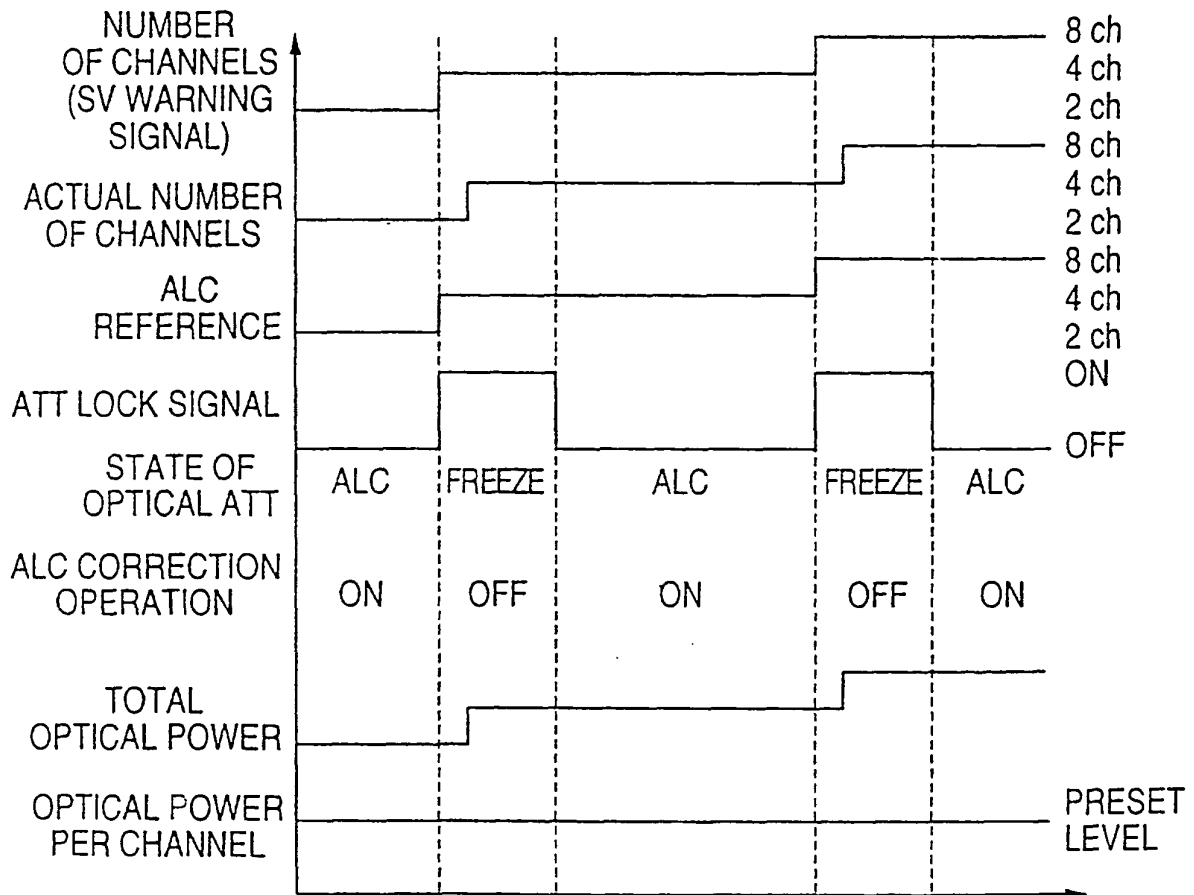 NUMBER
OF CHANNELS
(SV WARNING
SIGNAL)
8 ch
4 ch
2 ch
ACTUAL NUMBER
OF CHANNELS
8 ch
4 ch
2 ch
ALC
REFERENCE
8 ch
4 ch
2 ch
ATT LOCK SIGNAL
ON
OFF
STATE OF
OPTICAL ATT
ALC FREEZE ALC FREEZE ALC
ALC CORRECTION
OPERATION
ON OFF ON OFF ON
TOTAL
OPTICAL POWER
OPTICAL POWER
PER CHANNEL
PRESET
LEVEL